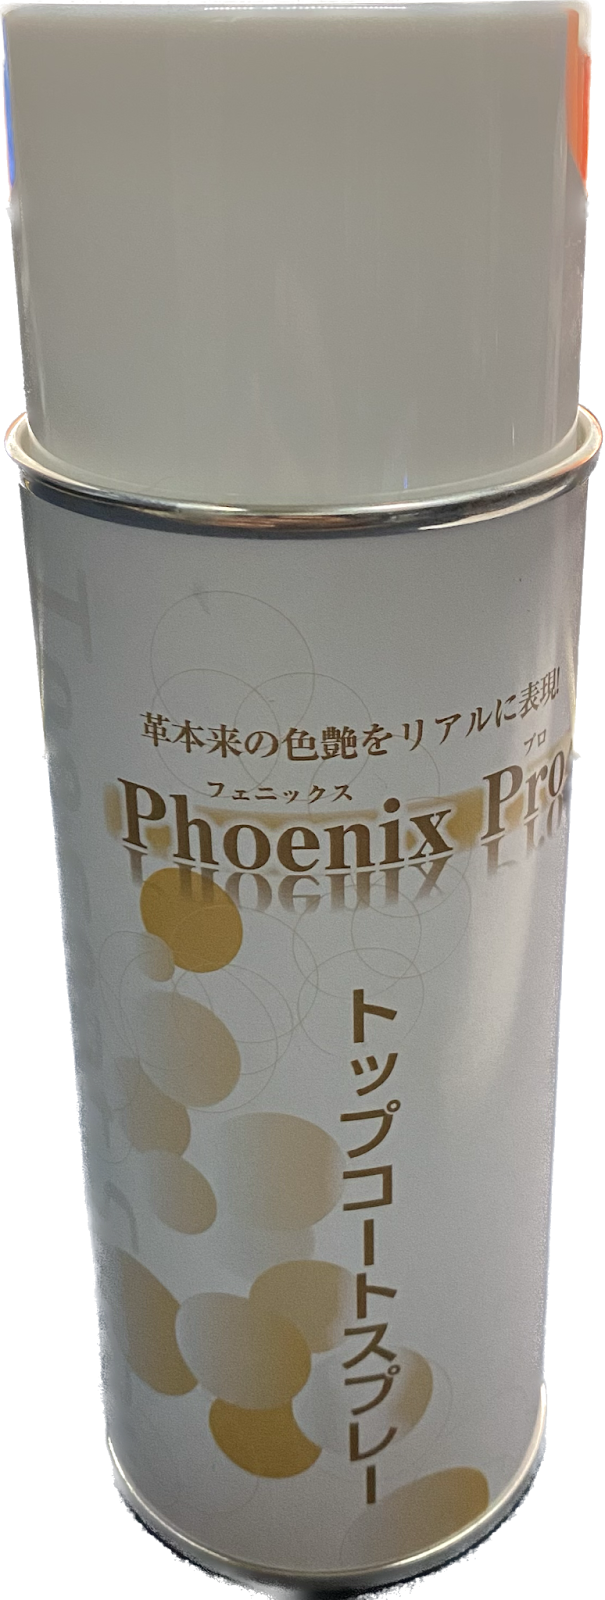 革本来の色艶をリアルに表現!
フェニックス プロ
Phoenix Pro
トップコートスプレー